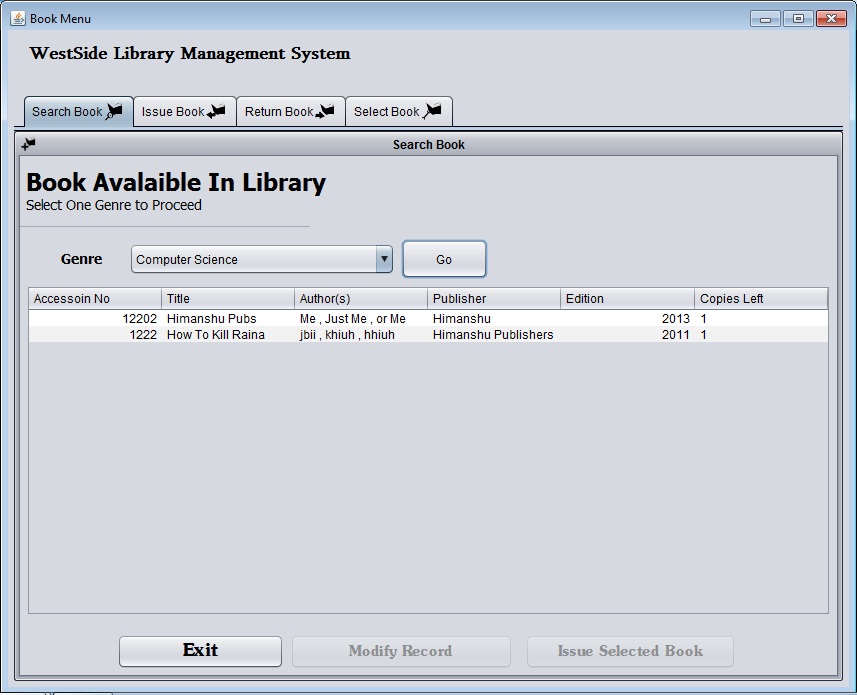 Book Menu
WestSide Library Management System
Search Book Issue Book Return Book Select Book
Search Book
Book Avalaible In Library
Select One Genre to Proceed
Genre Computer Science Go
Accessoin No Title Author(s) Publisher Edition Copies Left
12202 Himanshu Pubs Me , Just Me , or Me Himanshu 2013 1
1222 How To Kill Raina jbii , khiuh , hhiuh Himanshu Publishers 2011 1
Exit Modify Record Issue Selected Book